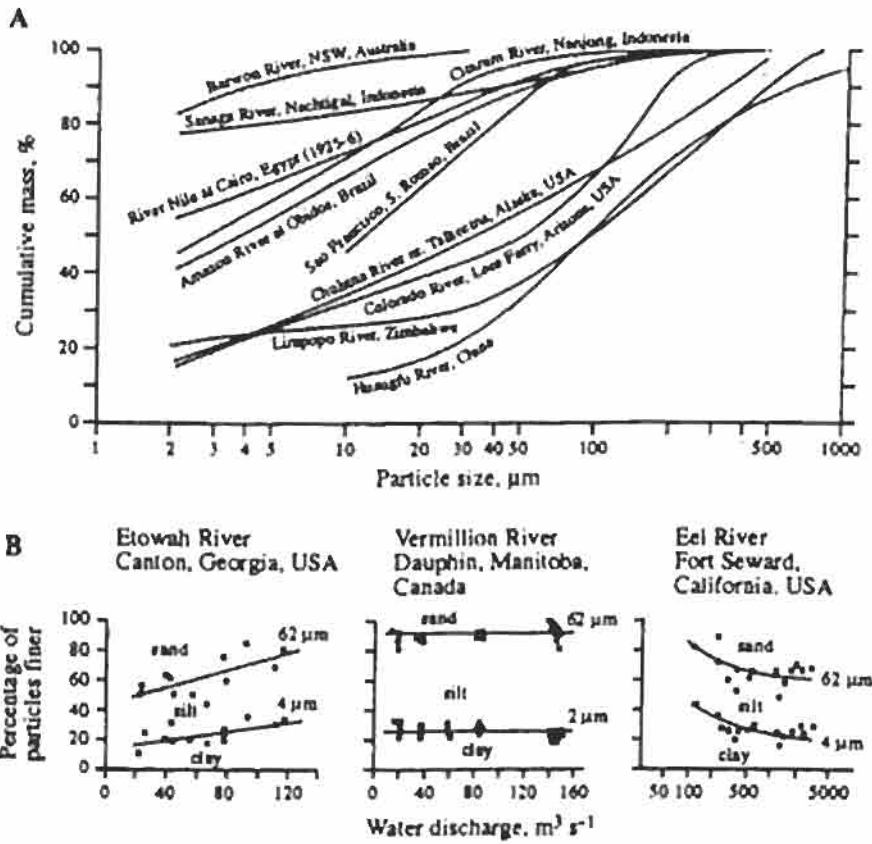 A
Cumulative mass, %
100
80
60
40
20
0
Barwon River, NSW, Australia
Citarum River, Nanjung, Indonesia
Sanaga River, Nachtigal, Indonesia
River Nile at Cairo, Egypt (1925-6)
Amazon River at Obidos, Brazil
Sao Francisco, S. Romao, Brazil
Chulitna River nr. Talkeetna, Alaska, USA
Colorado River, Lees Ferry, Arizona, USA
Limpopo River, Zimbabwe
Huangfu River, China
1 2 3 4 5 10 20 30 40 50 100 500 1000
Particle size, µm
B
Etowah River
Canton, Georgia, USA
Vermillion River
Dauphin, Manitoba,
Canada
Eel River
Fort Seward,
California, USA
Percentage of
particles finer
100
80
60
40
20
0
sand
62 µm
silt
4 µm
clay
0 40 80 120
sand
62 µm
silt
2 µm
clay
0 40 80 120 160
sand
62 µm
silt
4 µm
clay
50 100 500 5000
Water discharge, m³ s⁻¹